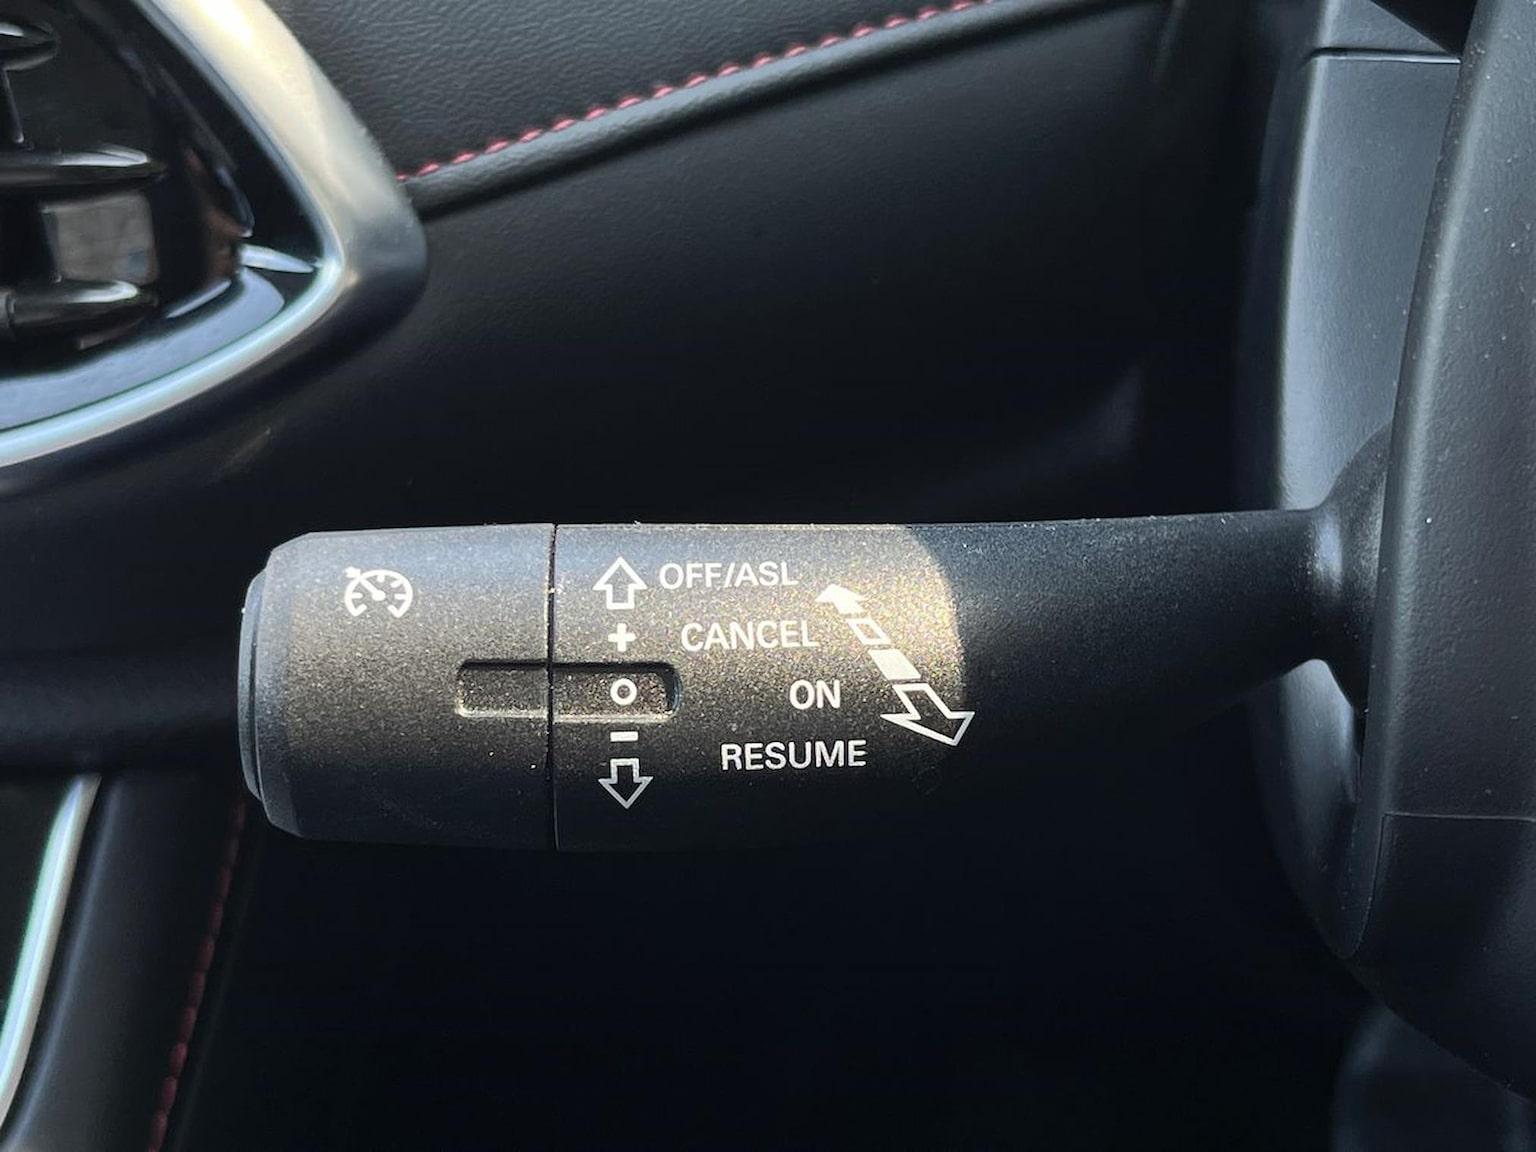 OFF/ASL
+ CANCEL
O ON
– RESUME